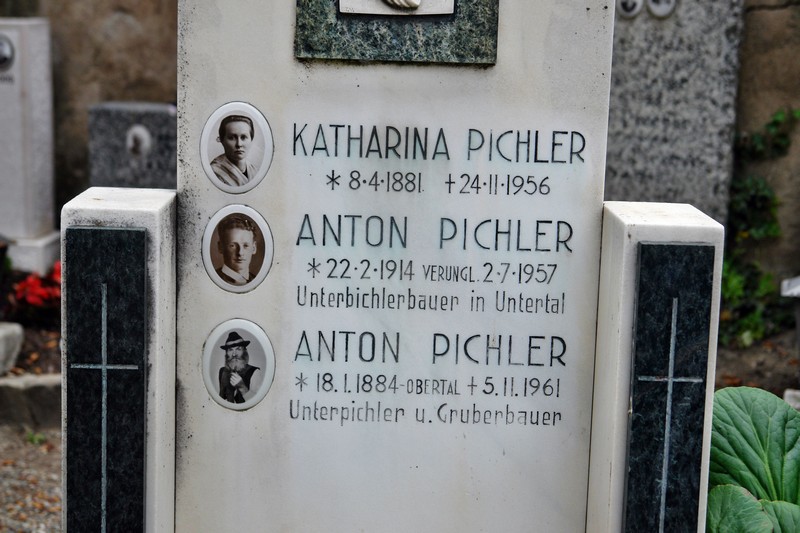 KATHARINA PICHLER
* 8·4·1881 +24·11·1956
ANTON PICHLER
* 22·2·1914 VERUNGL. 2·7·1957
Unterbichlerbauer in Untertal
ANTON PICHLER
* 18.1.1884-OBERTAL + 5.11.1961
Unterpichler u. Gruberbauer